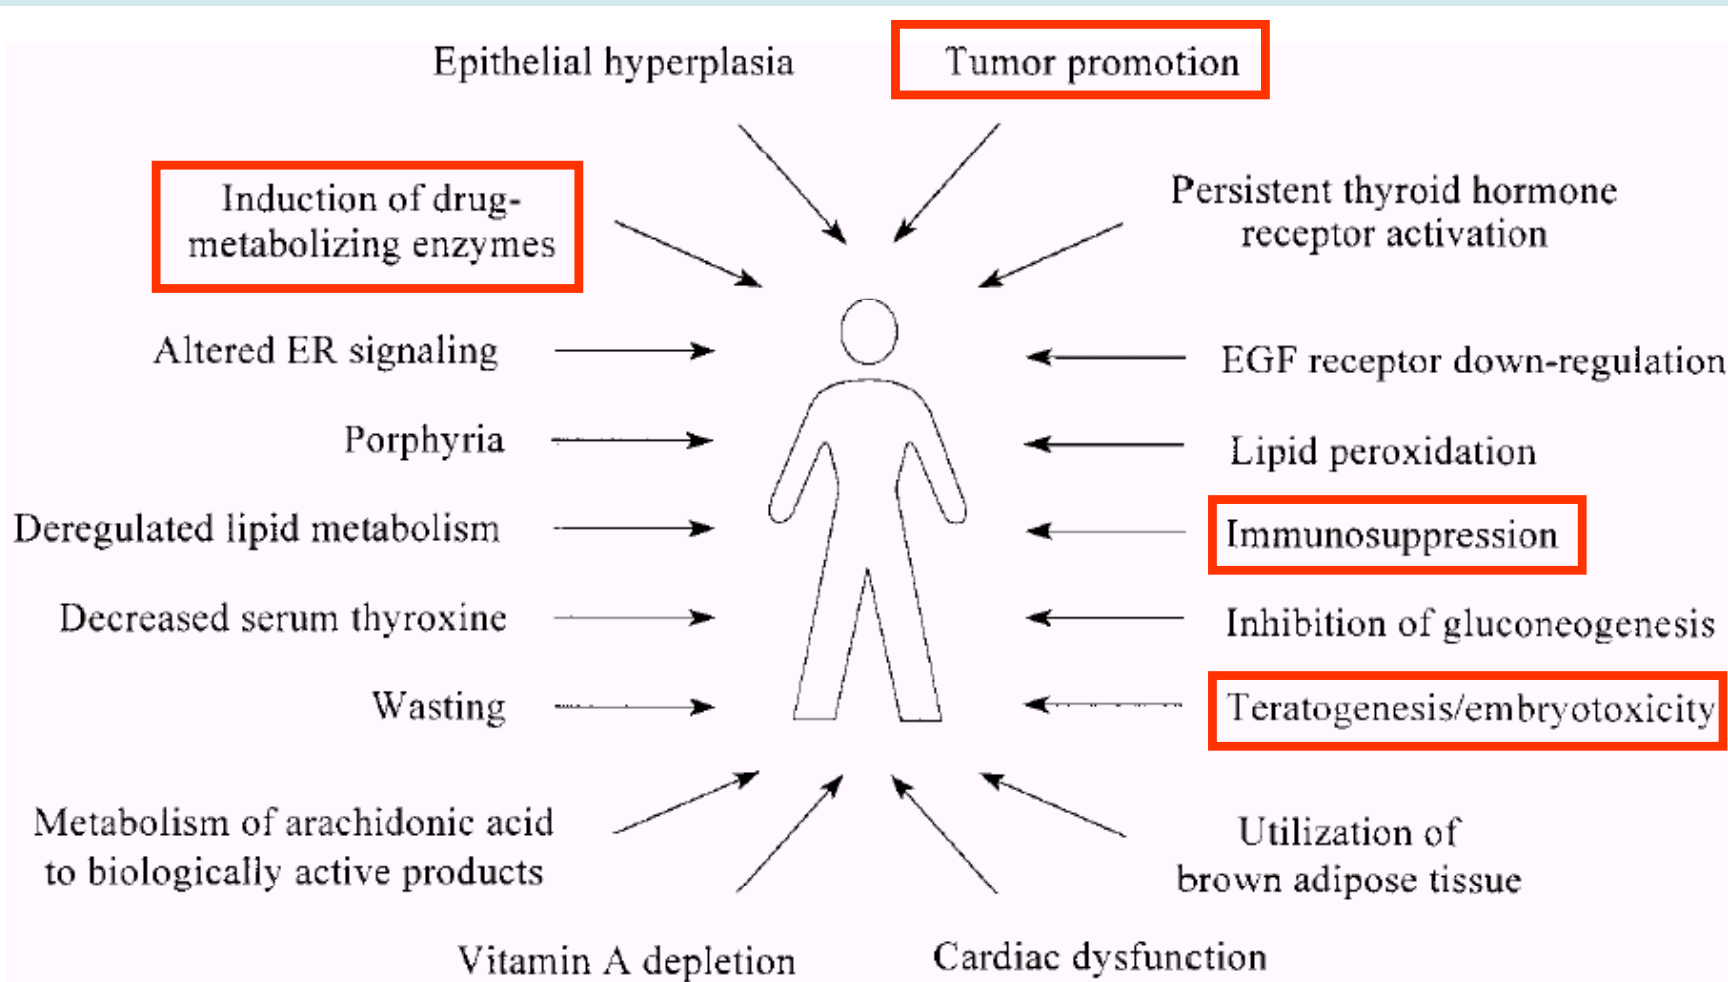 Epithelial hyperplasia
Tumor promotion
Induction of drug-
metabolizing enzymes
Persistent thyroid hormone
receptor activation
Altered ER signaling
EGF receptor down-regulation
Porphyria
Lipid peroxidation
Deregulated lipid metabolism
Immunosuppression
Decreased serum thyroxine
Inhibition of gluconeogenesis
Wasting
Teratogenesis/embryotoxicity
Metabolism of arachidonic acid
to biologically active products
Utilization of
brown adipose tissue
Vitamin A depletion
Cardiac dysfunction